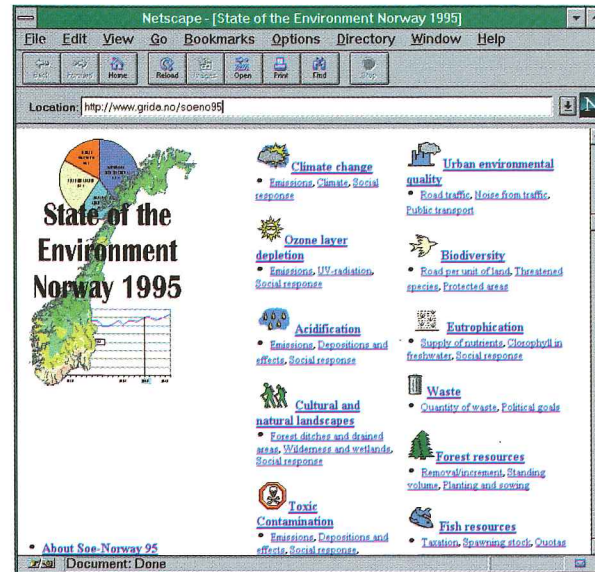 Netscape - [State of the Environment Norway 1995]
File Edit View Go Bookmarks Options Directory Window Help
Back Forward Home Reload Images Open Print Find Stop
Location: http://www.grida.no/soeno95
State of the
Environment
Norway 1995
Climate change
• Emissions, Climate, Social
response
Ozone layer
depletion
• Emissions, UV-radiation,
Social response
Acidification
• Emissions, Depositions and
effects, Social response
Cultural and
natural landscapes
• Forest ditches and drained
areas, Wilderness and wetlands,
Social response
Toxic
Contamination
• Emissions, Depositions and
effects, Social response,
Urban environmental
quality
• Road traffic, Noise from traffic,
Public transport
Biodiversity
• Road per unit of land, Threatened
species, Protected areas
Eutrophication
• Supply of nutrients, Clorophyll in
freshwater, Social response
Waste
• Quantity of waste, Political goals
Forest resources
• Removal/increment, Standing
volume, Planting and sowing
Fish resources
• Taxation, Spawning stock, Quotas
• About Soe-Norway 95
Document: Done